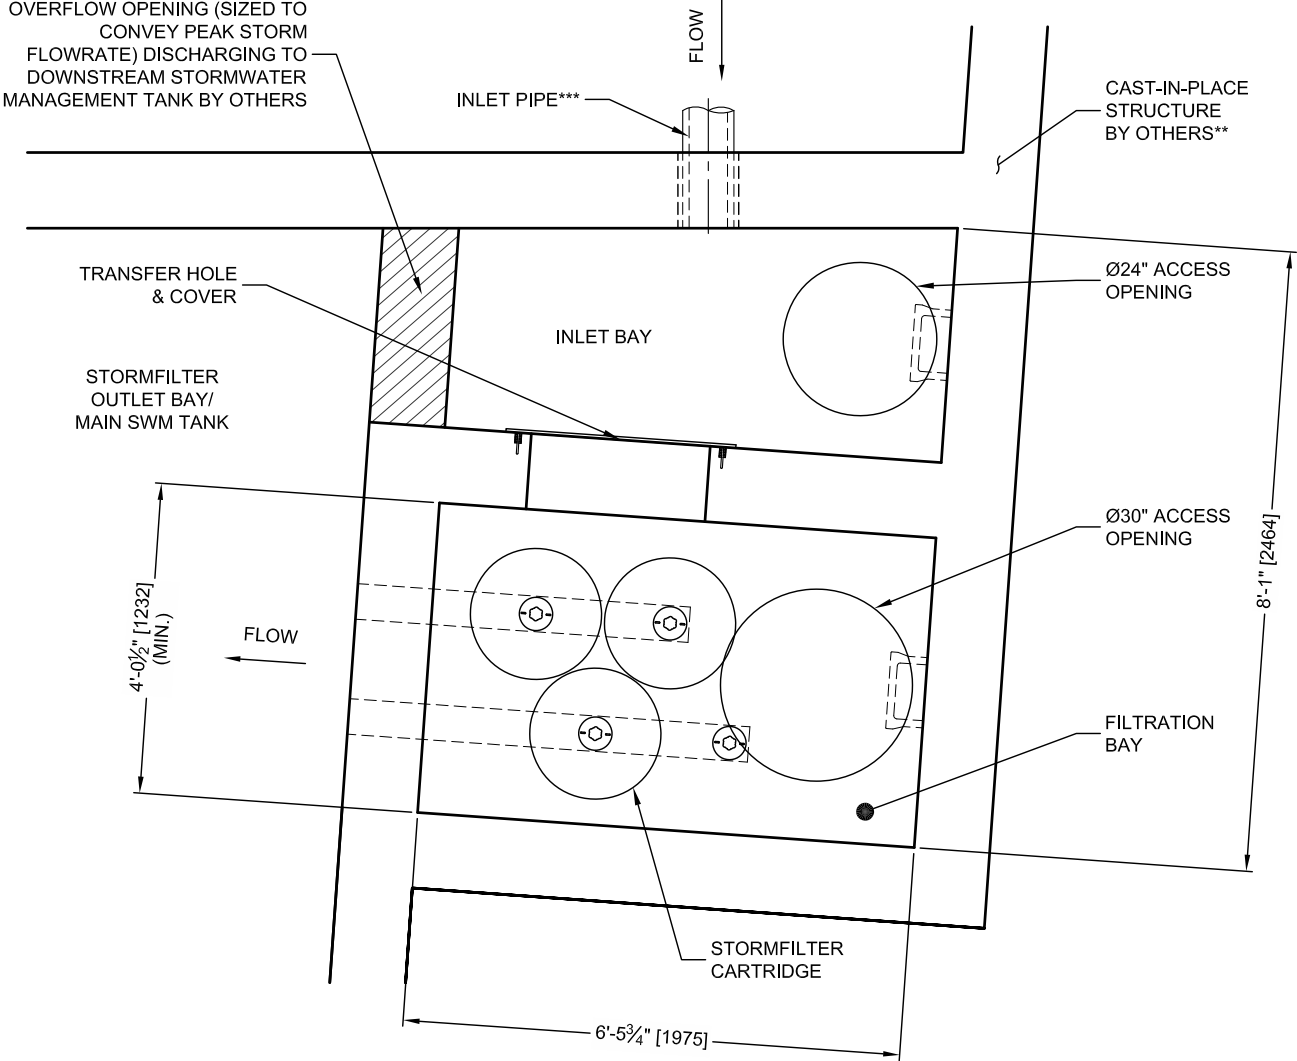 OVERFLOW OPENING (SIZED TO
CONVEY PEAK STORM
FLOWRATE) DISCHARGING TO
DOWNSTREAM STORMWATER
MANAGEMENT TANK BY OTHERS
FLOW
INLET PIPE***
CAST-IN-PLACE
STRUCTURE
BY OTHERS**
TRANSFER HOLE
& COVER
Ø24" ACCESS
OPENING
INLET BAY
STORMFILTER
OUTLET BAY/
MAIN SWM TANK
Ø30" ACCESS
OPENING
8'-1" [2464]
4'-0½" [1232]
(MIN.)
FLOW
FILTRATION
BAY
STORMFILTER
CARTRIDGE
6'-5¾" [1975]